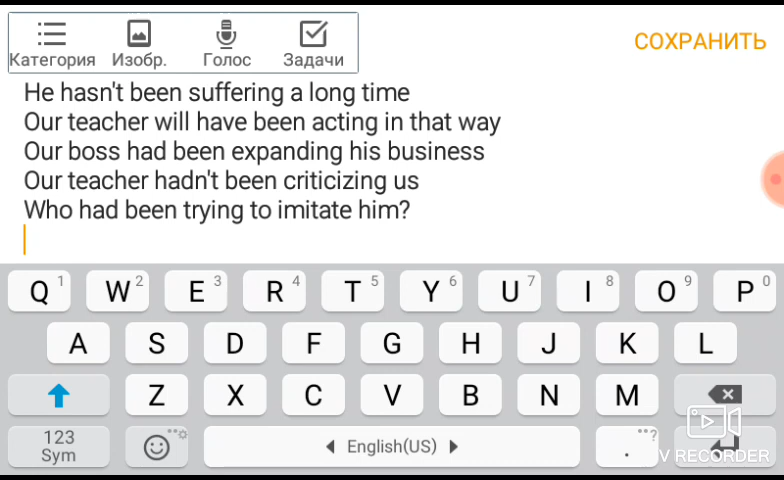 Категория Изобр. Голос Задачи СОХРАНИТЬ
He hasn't been suffering a long time
Our teacher will have been acting in that way
Our boss had been expanding his business
Our teacher hadn't been criticizing us
Who had been trying to imitate him?
Q 1 W 2 E 3 R 4 T 5 Y 6 U 7 I 8 O 9 P 0
A S D F G H J K L
Z X C V B N M
123 Sym English(US) . ?
V RECORDER